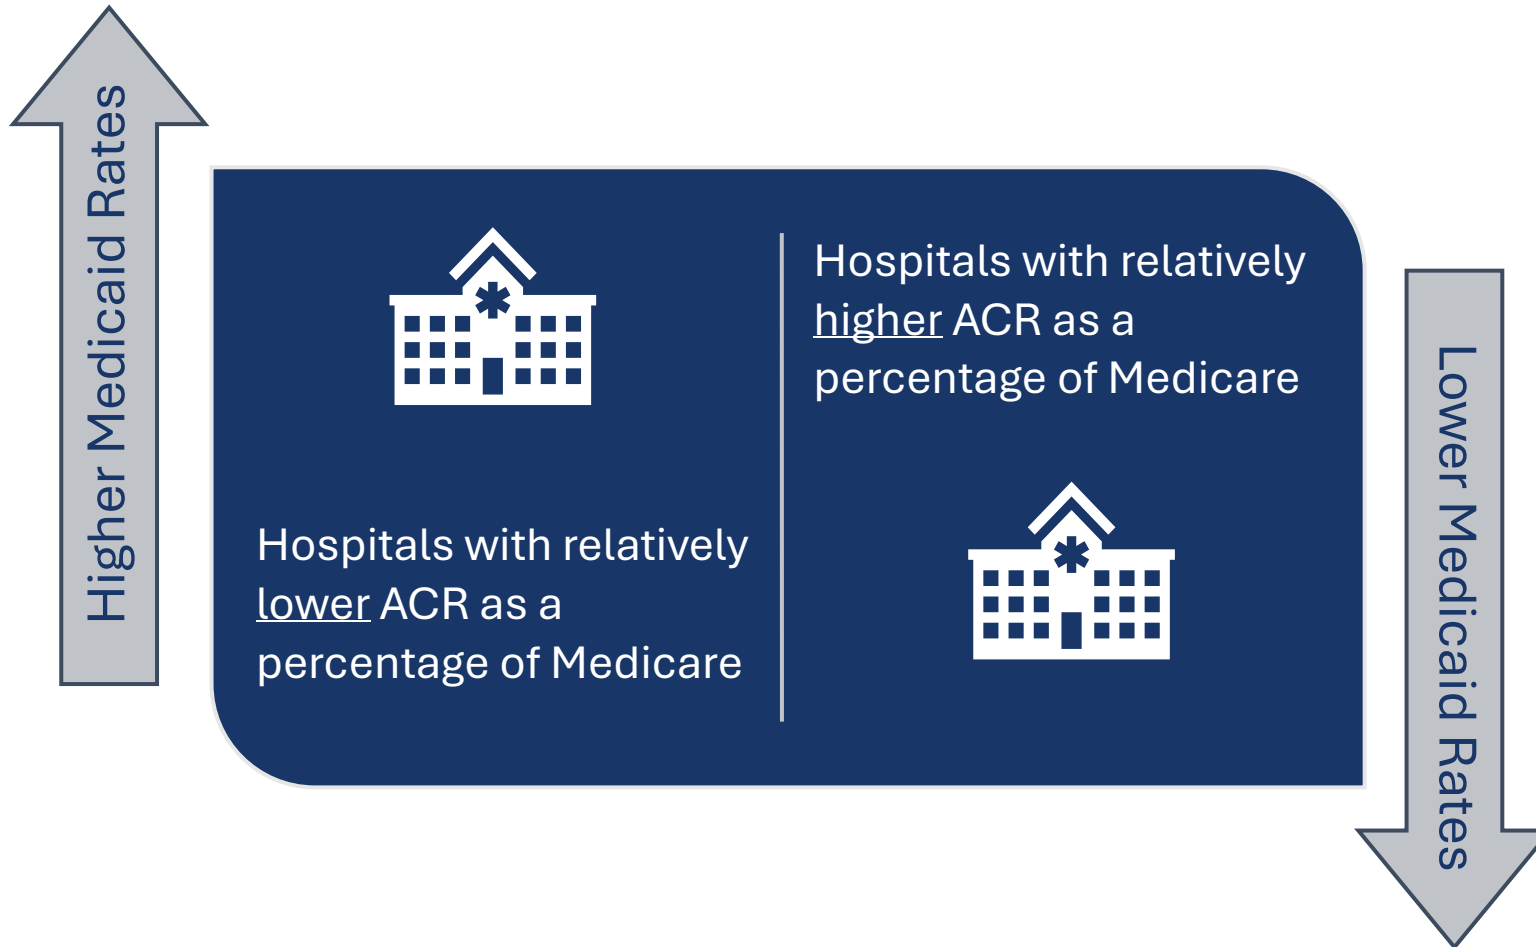 Higher Medicaid Rates
Hospitals with relatively
lower ACR as a
percentage of Medicare
Hospitals with relatively
higher ACR as a
percentage of Medicare
Lower Medicaid Rates